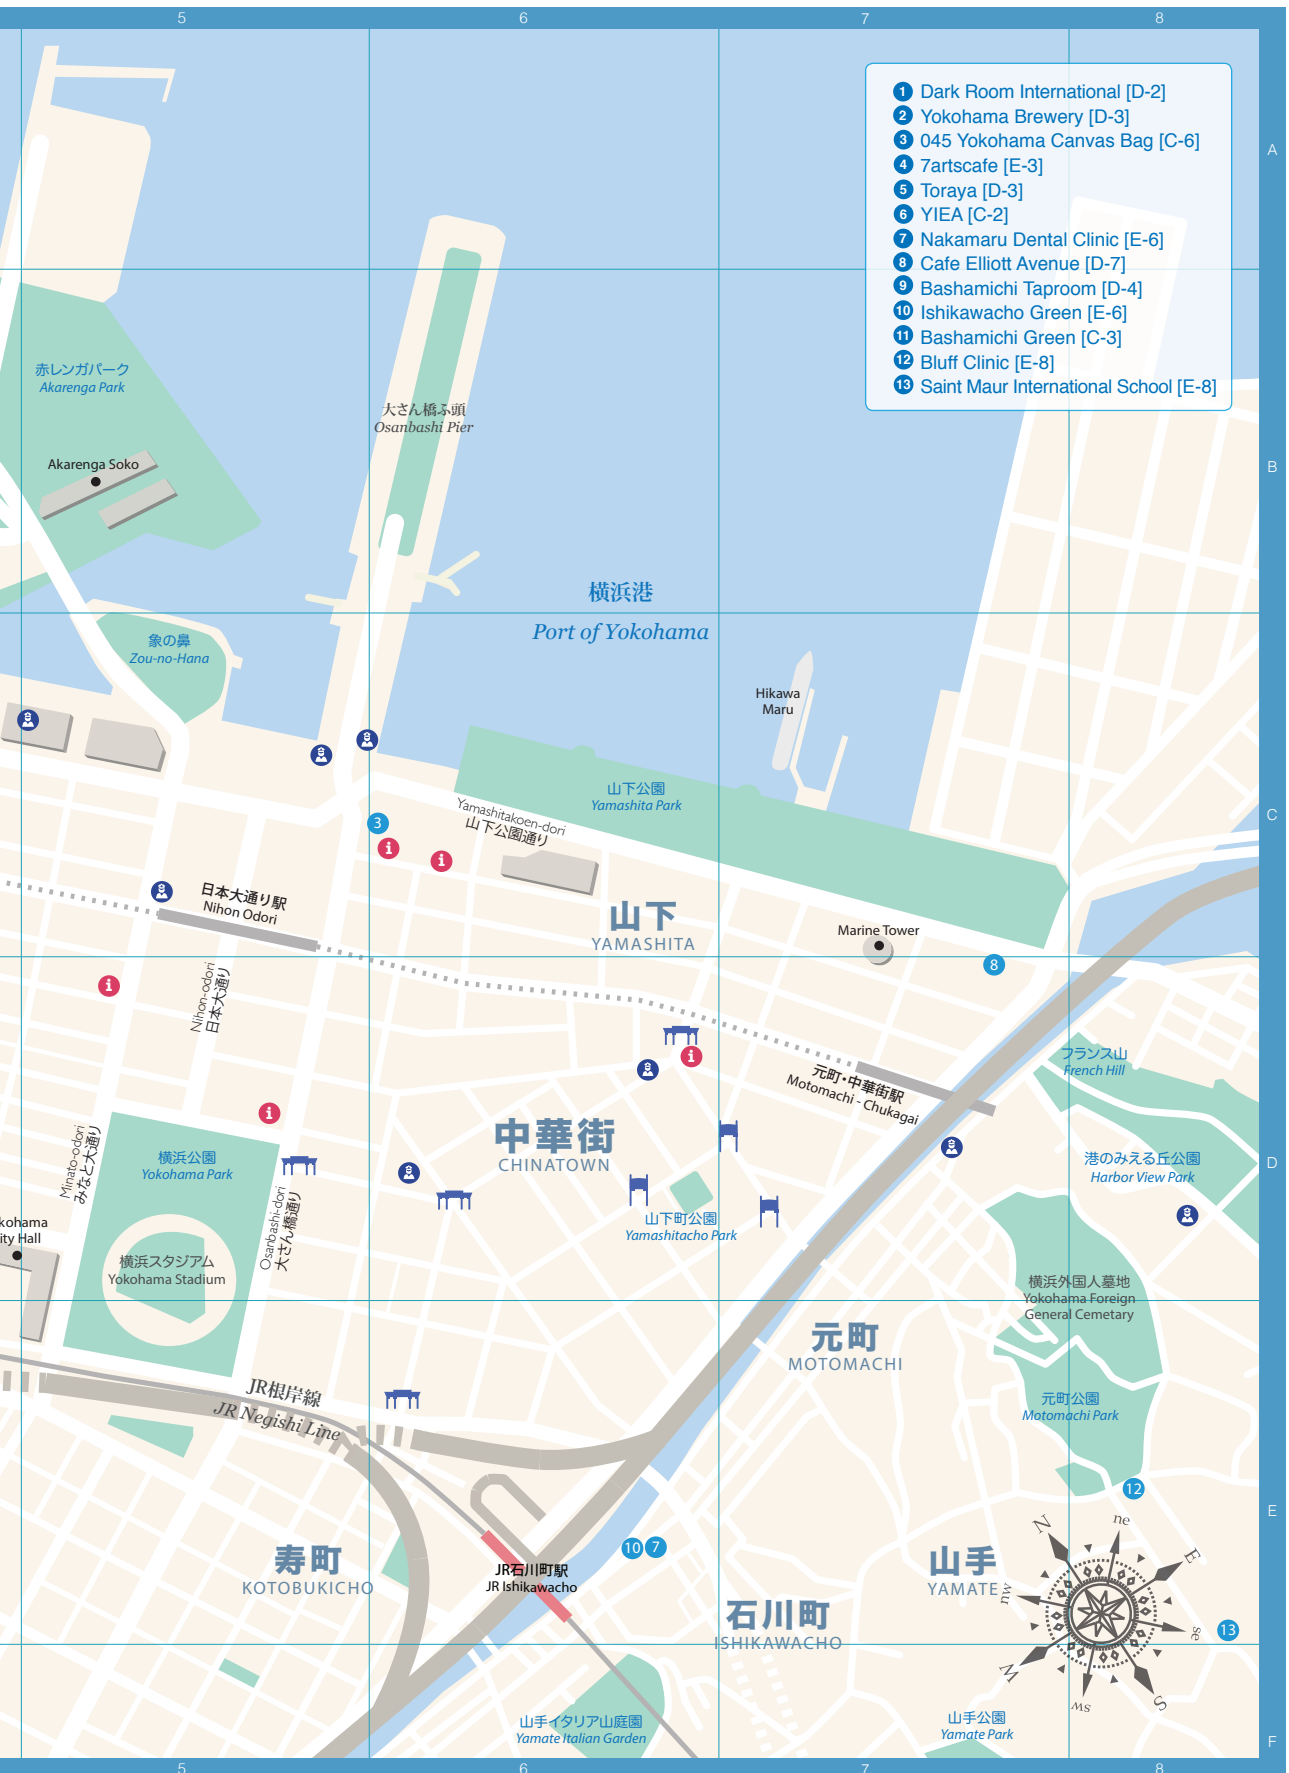 5
6
7
8
1 Dark Room International [D-2]
2 Yokohama Brewery [D-3]
3 045 Yokohama Canvas Bag [C-6]
4 7artscafe [E-3]
5 Toraya [D-3]
6 YIEA [C-2]
7 Nakamaru Dental Clinic [E-6]
8 Cafe Elliott Avenue [D-7]
9 Bashamichi Taproom [D-4]
10 Ishikawacho Green [E-6]
11 Bashamichi Green [C-3]
12 Bluff Clinic [E-8]
13 Saint Maur International School [E-8]
A
赤レンガパーク
Akarenga Park
大さん橋ふ頭
Osanbashi Pier
Akarenga Soko
B
横浜港
Port of Yokohama
象の鼻
Zou-no-Hana
Hikawa
Maru
山下公園
Yamashita Park
Yamashitakoen-dori
山下公園通り
3
C
日本大通り駅
Nihon Odori
山下
YAMASHITA
Marine Tower
8
Nihon-odori
日本大通り
フランス山
French Hill
元町・中華街駅
Motomachi - Chukagai
中華街
CHINATOWN
Minato-odori
みなと大通り
横浜公園
Yokohama Park
港のみえる丘公園
Harbor View Park
D
Osanbashi-dori
大さん橋通り
山下町公園
Yamashitacho Park
kohama
ity Hall
横浜スタジアム
Yokohama Stadium
横浜外国人墓地
Yokohama Foreign
General Cemetary
元町
MOTOMACHI
JR根岸線
JR Negishi Line
元町公園
Motomachi Park
12
E
10
7
寿町
KOTOBUKICHO
JR石川町駅
JR Ishikawacho
山手
YAMATE
N
ne
E
se
S
sw
W
nw
13
石川町
ISHIKAWACHO
山手イタリア山庭園
Yamate Italian Garden
山手公園
Yamate Park
F
5
6
7
8